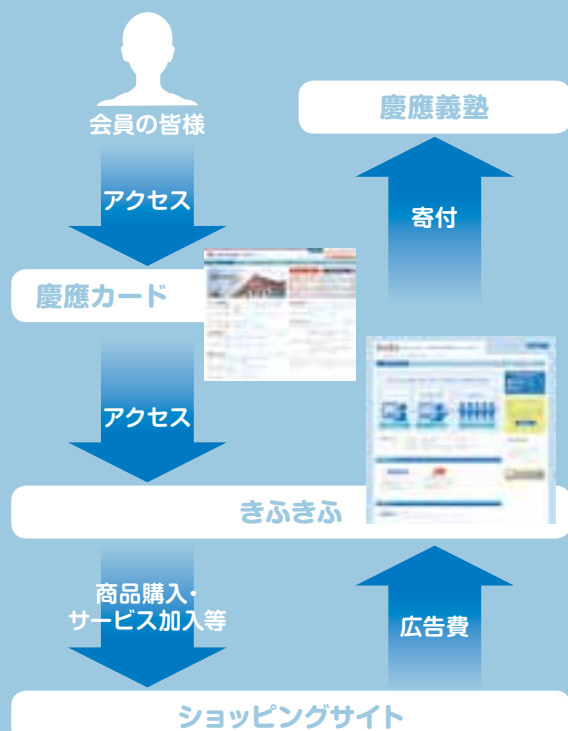 会員の皆様
慶應義塾
アクセス
寄付
慶應カード
アクセス
きふきふ
商品購入・
サービス加入等
広告費
ショッピングサイト